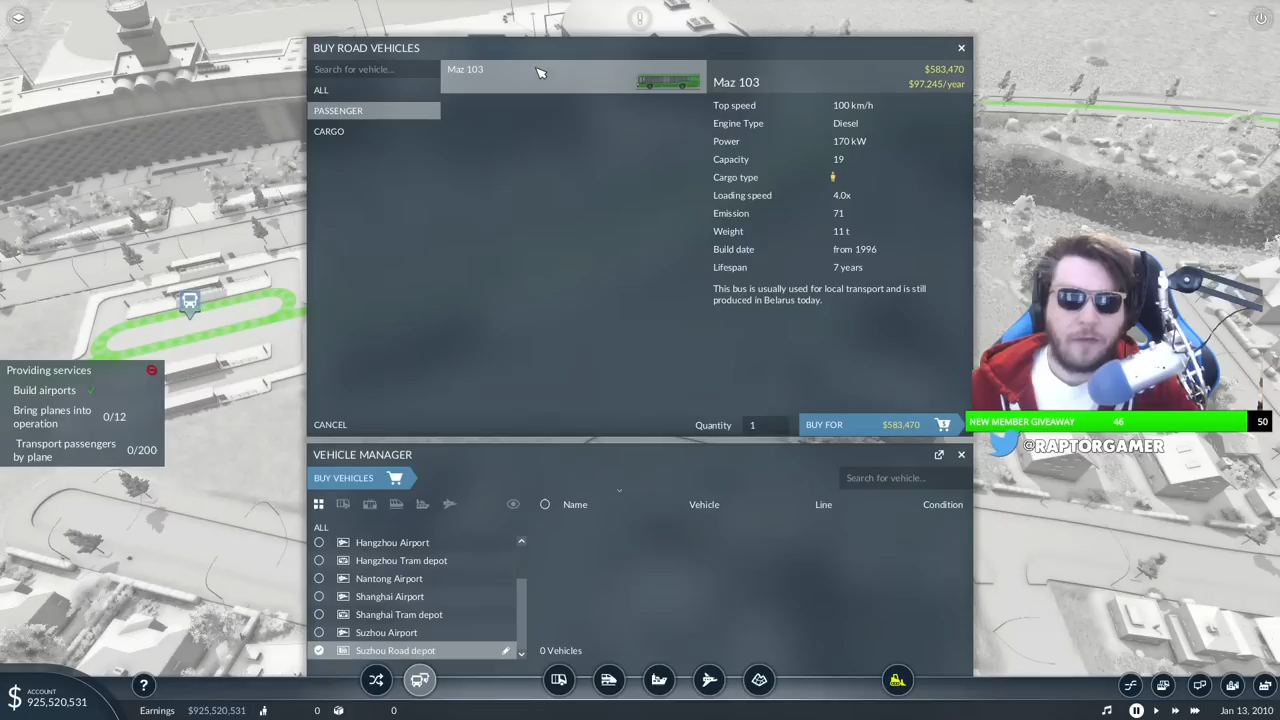 BUY ROAD VEHICLES
Search for vehicle...
ALL
PASSENGER
CARGO
Maz 103
Maz 103
$583,470
$97.245/year
Top speed 100 km/h
Engine Type Diesel
Power 170 kW
Capacity 19
Cargo type
Loading speed 4.0x
Emission 71
Weight 11 t
Build date from 1996
Lifespan 7 years
This bus is usually used for local transport and is still
produced in Belarus today.
CANCEL
Quantity 1
BUY FOR $583,470
Providing services
Build airports
Bring planes into
operation 0/12
Transport passengers
by plane 0/200
NEW MEMBER GIVEAWAY 46 50
@RAPTORGAMER
VEHICLE MANAGER
BUY VEHICLES
Search for vehicle...
Name Vehicle Line Condition
ALL
Hangzhou Airport
Hangzhou Tram depot
Nantong Airport
Shanghai Airport
Shanghai Tram depot
Suzhou Airport
Suzhou Road depot
0 Vehicles
$ ACCOUNT
925,520,531
?
Earnings $925,520,531 0 0
Jan 13, 2010